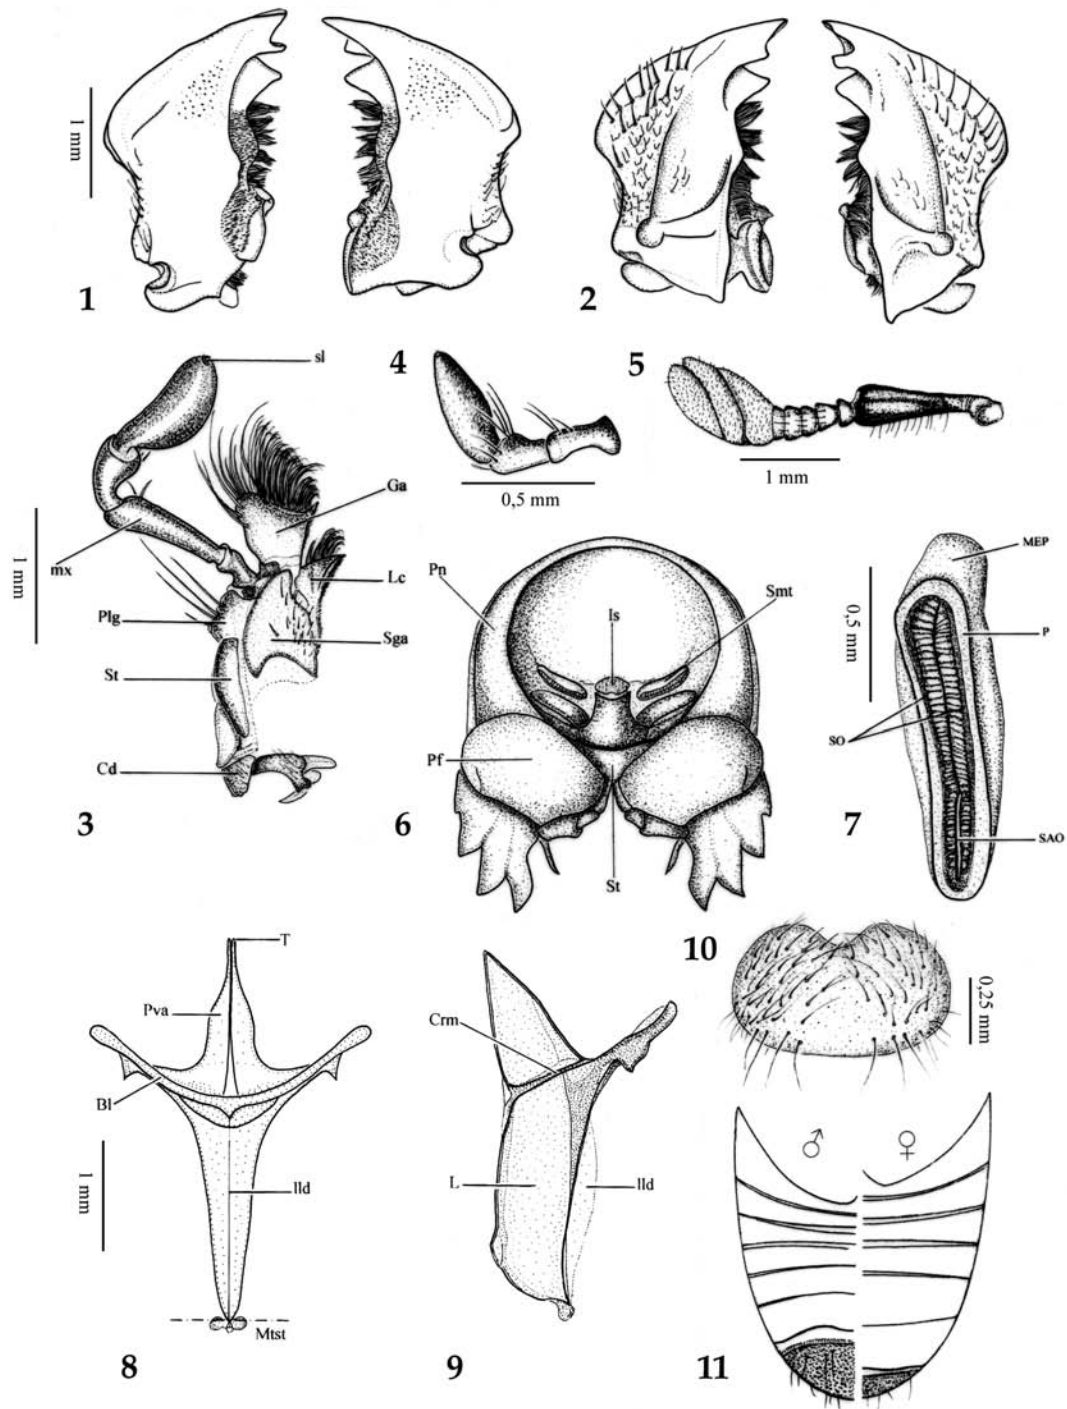 1 mm
1
2
sl
Ga
mx
Lc
Plg
Sga
St
Cd
1 mm
3
4
0,5 mm
5
1 mm
Pn
Is
Smt
Pf
St
6
MEP
P
SO
SAO
0,5 mm
7
T
Pva
Bl
lld
Mtst
1 mm
8
Crm
L
lld
9
10
0,25 mm
♂ ♀
11